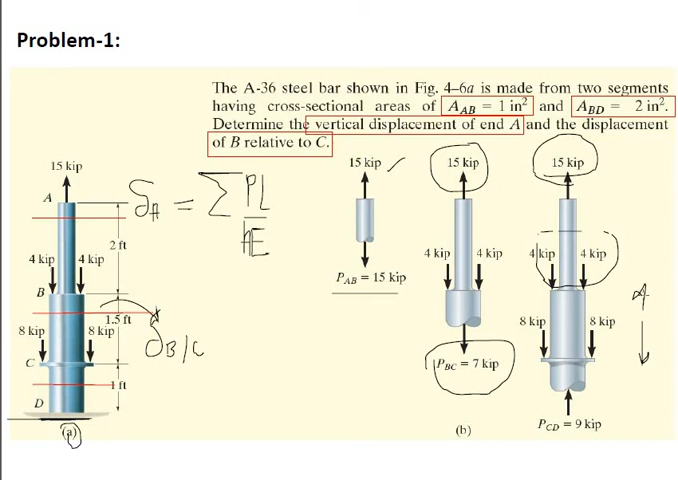 Problem-1:
The A-36 steel bar shown in Fig. 4–6a is made from two segments
having cross-sectional areas of A_AB = 1 in² and A_BD = 2 in².
Determine the vertical displacement of end A and the displacement
of B relative to C.
15 kip
A
2 ft
4 kip 4 kip
B
1.5 ft
8 kip 8 kip
C
1 ft
D
(a)
δ_A = Σ PL/AE
δ_B/C
15 kip
P_AB = 15 kip
15 kip
4 kip 4 kip
P_BC = 7 kip
(b)
15 kip
4 kip 4 kip
8 kip 8 kip
P_CD = 9 kip